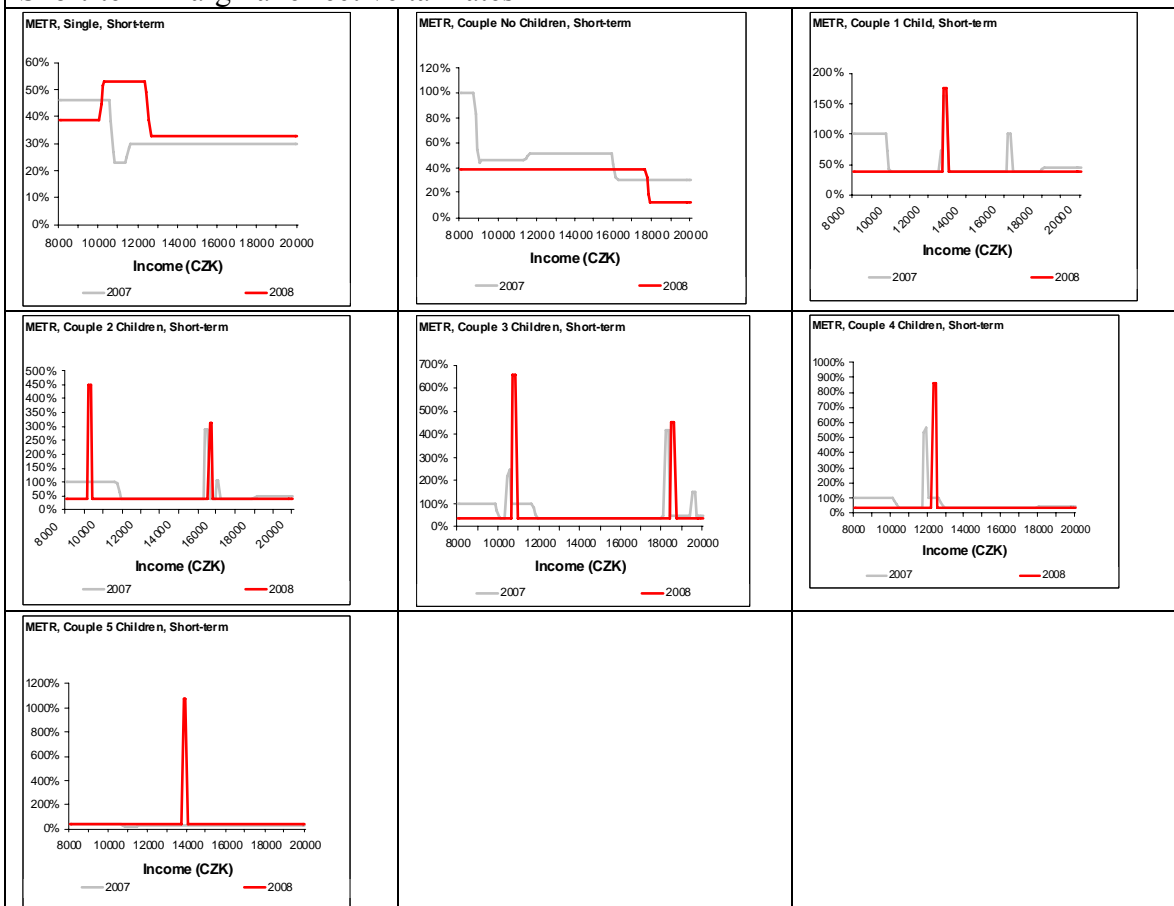 Short-term marginal effective tax rates
METR, Single, Short-term
60%
50%
40%
30%
20%
10%
0%
8000 10000 12000 14000 16000 18000 20000
Income (CZK)
2007 2008
METR, Couple No Children, Short-term
120%
100%
80%
60%
40%
20%
0%
8000 10000 12000 14000 16000 18000 20000
Income (CZK)
2007 2008
METR, Couple 1 Child, Short-term
200%
150%
100%
50%
0%
8000 10000 12000 14000 16000 18000 20000
Income (CZK)
2007 2008
METR, Couple 2 Children, Short-term
500%
450%
400%
350%
300%
250%
200%
150%
100%
50%
0%
8000 10000 12000 14000 16000 18000 20000
Income (CZK)
2007 2008
METR, Couple 3 Children, Short-term
700%
600%
500%
400%
300%
200%
100%
0%
8000 10000 12000 14000 16000 18000 20000
Income (CZK)
2007 2008
METR, Couple 4 Children, Short-term
1000%
900%
800%
700%
600%
500%
400%
300%
200%
100%
0%
8000 10000 12000 14000 16000 18000 20000
Income (CZK)
2007 2008
METR, Couple 5 Children, Short-term
1200%
1000%
800%
600%
400%
200%
0%
8000 10000 12000 14000 16000 18000 20000
Income (CZK)
2007 2008